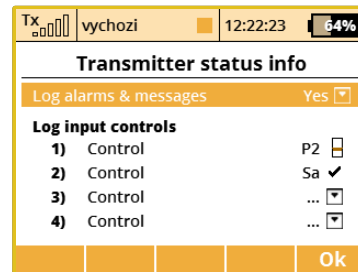 Tx vychozi 12:22:23 64%
Transmitter status info
Log alarms & messages Yes
Log input controls
1) Control P2
2) Control Sa
3) Control ...
4) Control ...
Ok